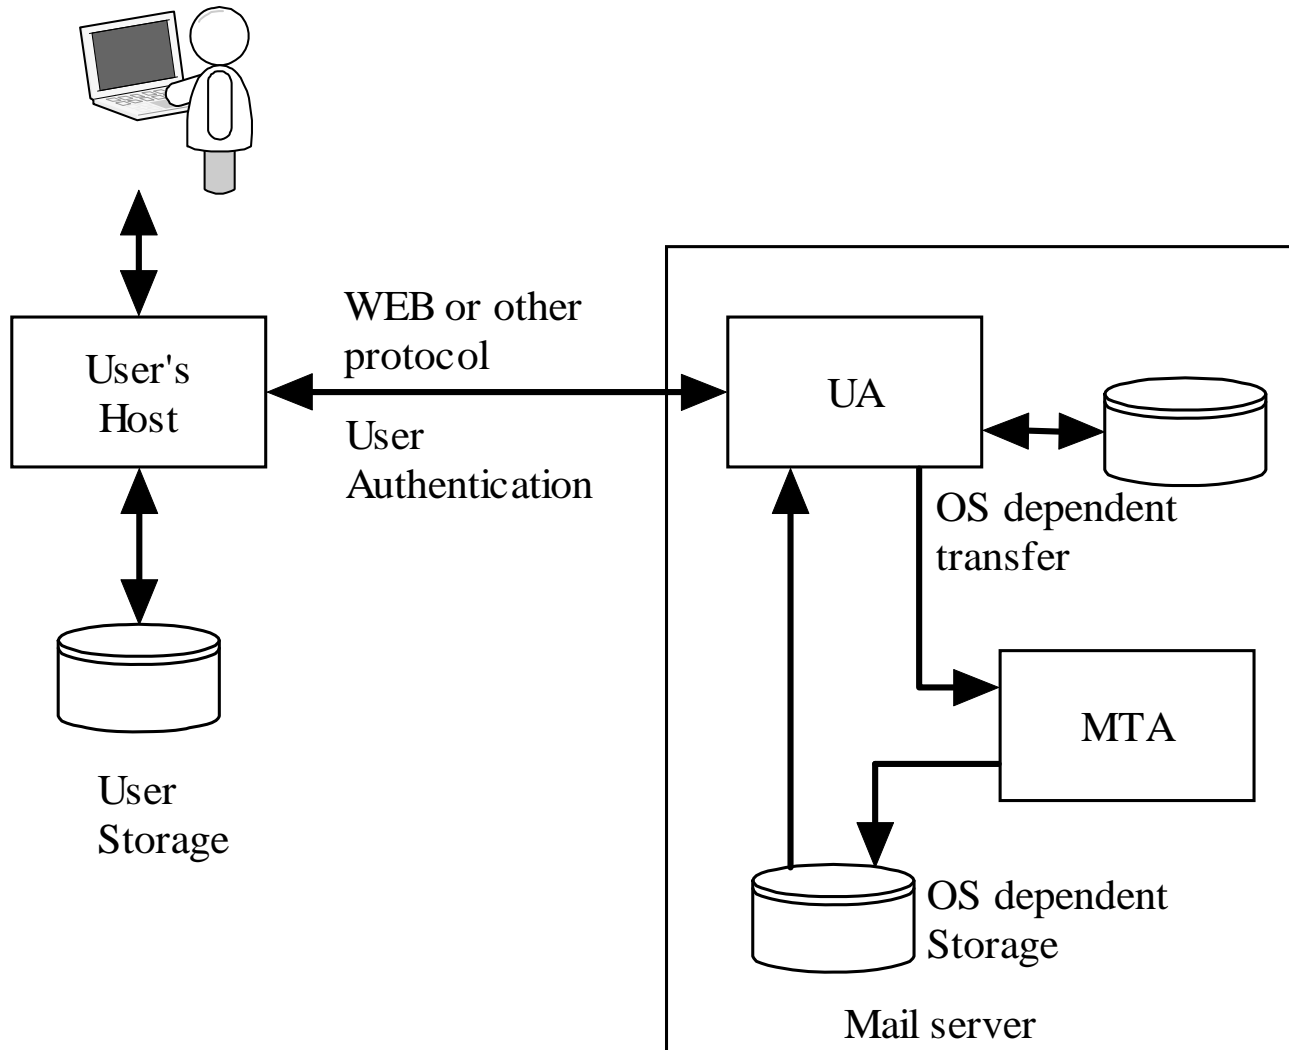 WEB or other
protocol
User's
Host
UA
User
Authentication
OS dependent
transfer
MTA
User
Storage
OS dependent
Storage
Mail server